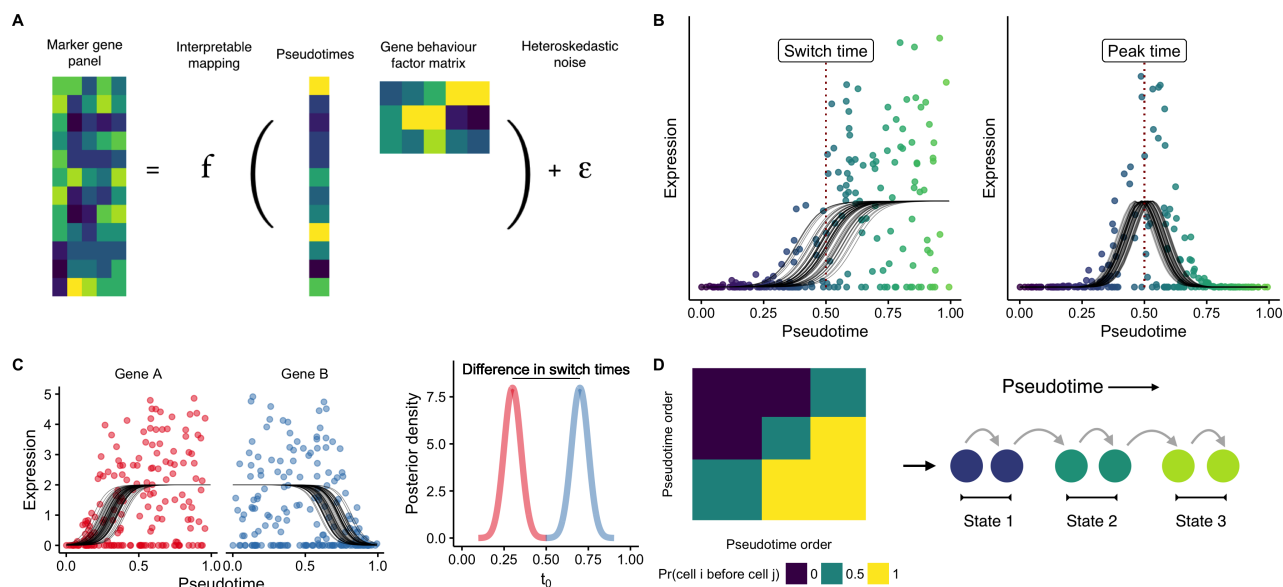 A
Marker gene
panel
Interpretable
mapping
Pseudotimes
Gene behaviour
factor matrix
Heteroskedastic
noise
= f ( ) + ε
B
Expression
Switch time
0.00 0.25 0.50 0.75 1.00
Pseudotime
Expression
Peak time
0.00 0.25 0.50 0.75 1.00
Pseudotime
C
Gene A
Gene B
Expression
5
4
3
2
1
0
0.0 0.5 1.0
0.0 0.5 1.0
Pseudotime
Difference in switch times
Posterior density
7.5
5.0
2.5
0.0
0.00 0.25 0.50 0.75 1.00
t0
D
Pseudotime order
Pseudotime order
Pr(cell i before cell j) 0 0.5 1
Pseudotime
State 1 State 2 State 3